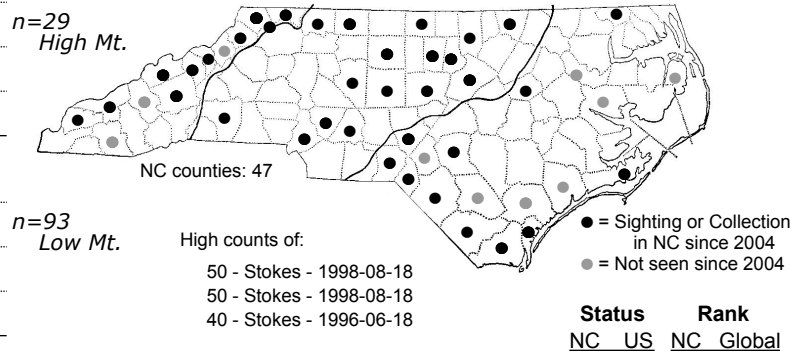 n=29
High Mt.
NC counties: 47
n=93
Low Mt.
High counts of:
50 - Stokes - 1998-08-18
50 - Stokes - 1998-08-18
40 - Stokes - 1996-06-18
= Sighting or Collection
in NC since 2004
= Not seen since 2004
Status Rank
NC US NC Global